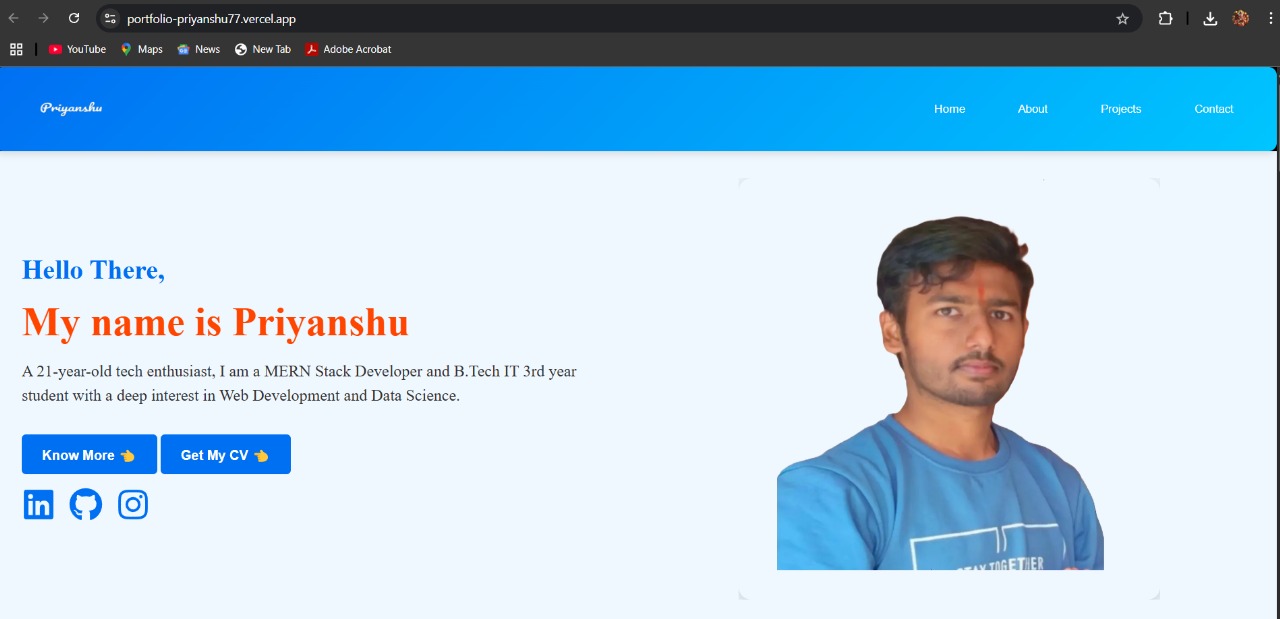 portfolio-priyanshu77.vercel.app
YouTube Maps News New Tab Adobe Acrobat
Priyanshu Home About Projects Contact
Hello There,
My name is Priyanshu
A 21-year-old tech enthusiast, I am a MERN Stack Developer and B.Tech IT 3rd year
student with a deep interest in Web Development and Data Science.
Know More 👈 Get My CV 👈
in
STAY TOGETHER